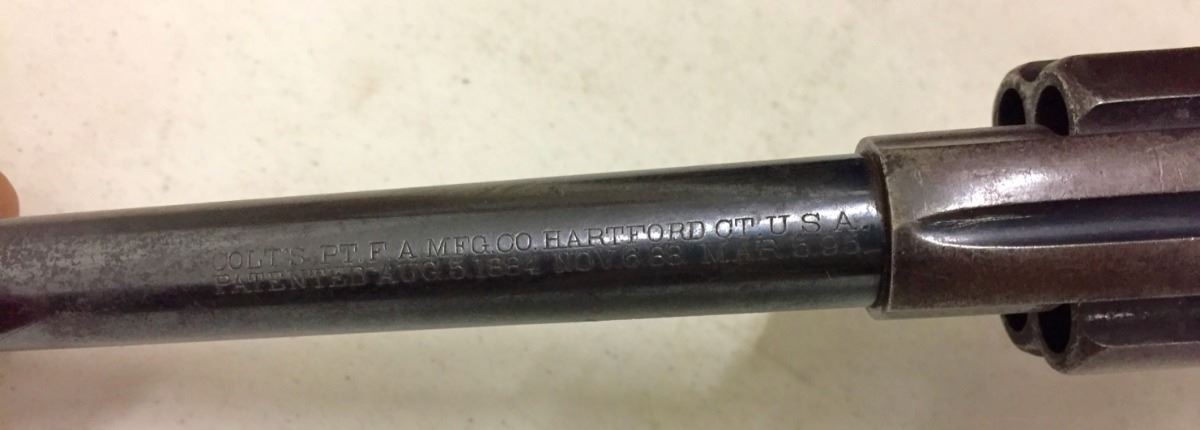 COLT'S PT. F. A. MFG. CO. HARTFORD CT. U.S.A.
PATENTED AUG. 5. 1884. NOV. 6. 88. MAR. 5. 95.